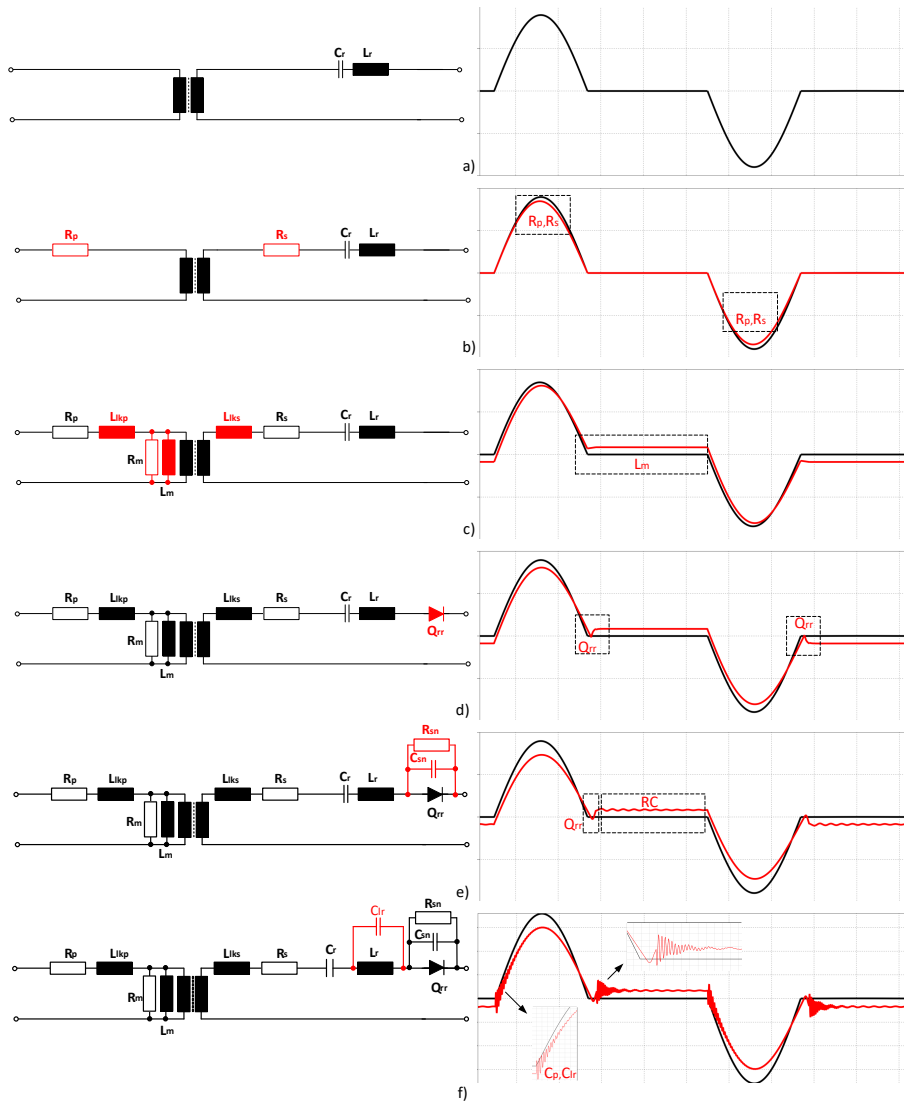 Cr Lr
a)
Rp Rs Cr Lr
Rp,Rs
Rp,Rs
b)
Rp Llkp Llks Rs Cr Lr
Rm
Lm
Lm
c)
Rp Llkp Llks Rs Cr Lr
Rm Qrr
Lm
Qrr Qrr
d)
Rsn
Csn
Rp Llkp Llks Rs Cr Lr
Rm Qrr
Lm
RC
Qrr
e)
Rsn
Clr
Csn
Rp Llkp Llks Rs Cr Lr
Rm Qrr
Lm
Cp,Clr
f)